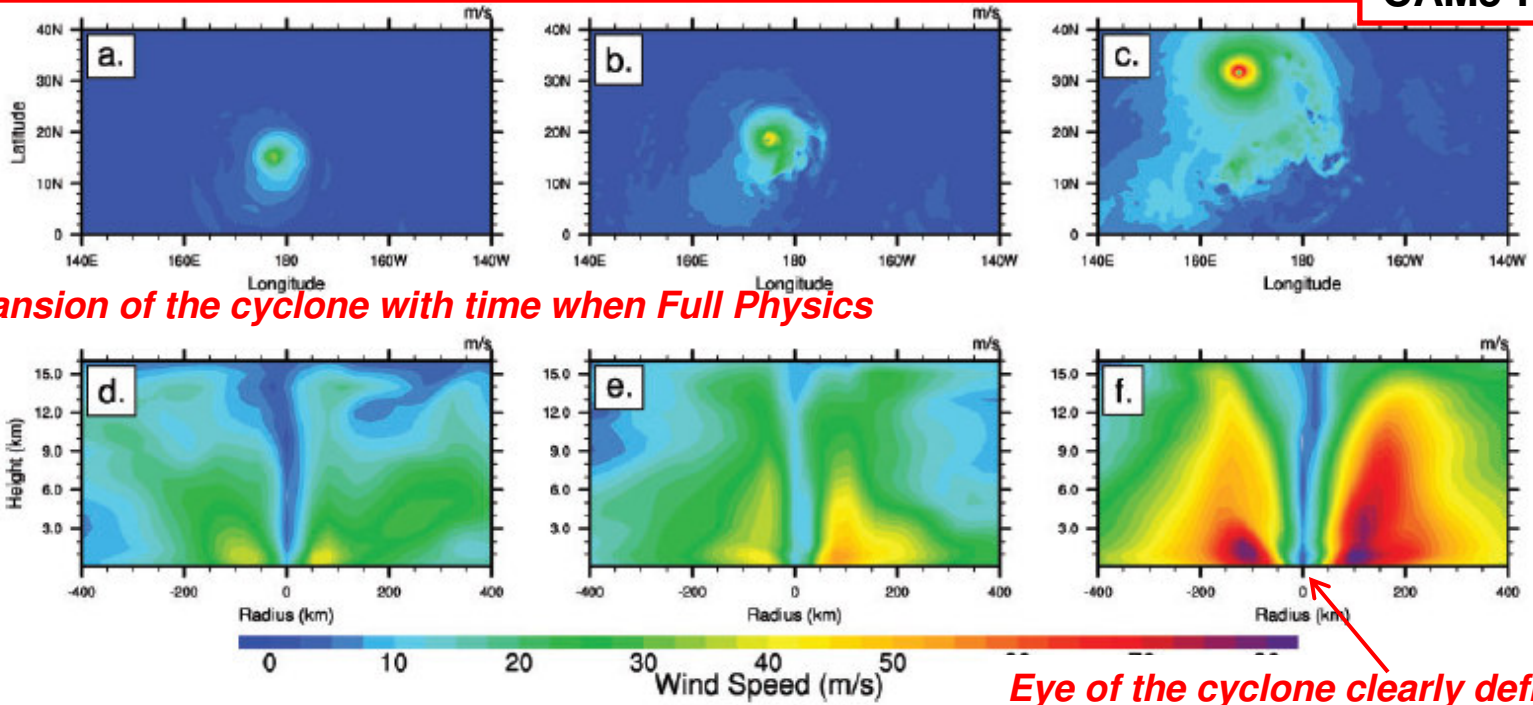 m/s m/s m/s
40N a. 40N b. 40N c.
30N 30N 30N
Latitude
20N 20N 20N
10N 10N 10N
0 0 0
140E 160E 180 160W 140W 140E 160E 180 160W 140W 140E 160E 180 160W 140W
Longitude Longitude Longitude
of the cyclone with time when Full Physics
m/s m/s m/s
15.0 d. 15.0 e. 15.0 f.
12.0 12.0 12.0
Height (km)
9.0 9.0 9.0
6.0 6.0 6.0
3.0 3.0 3.0
-400 -200 0 200 400 -400 -200 0 200 400 -400 -200 0 200 400
Radius (km) Radius (km) Radius (km)
0 10 20 30 40 50
Wind Speed (m/s)
Eye of the cyclone clearly